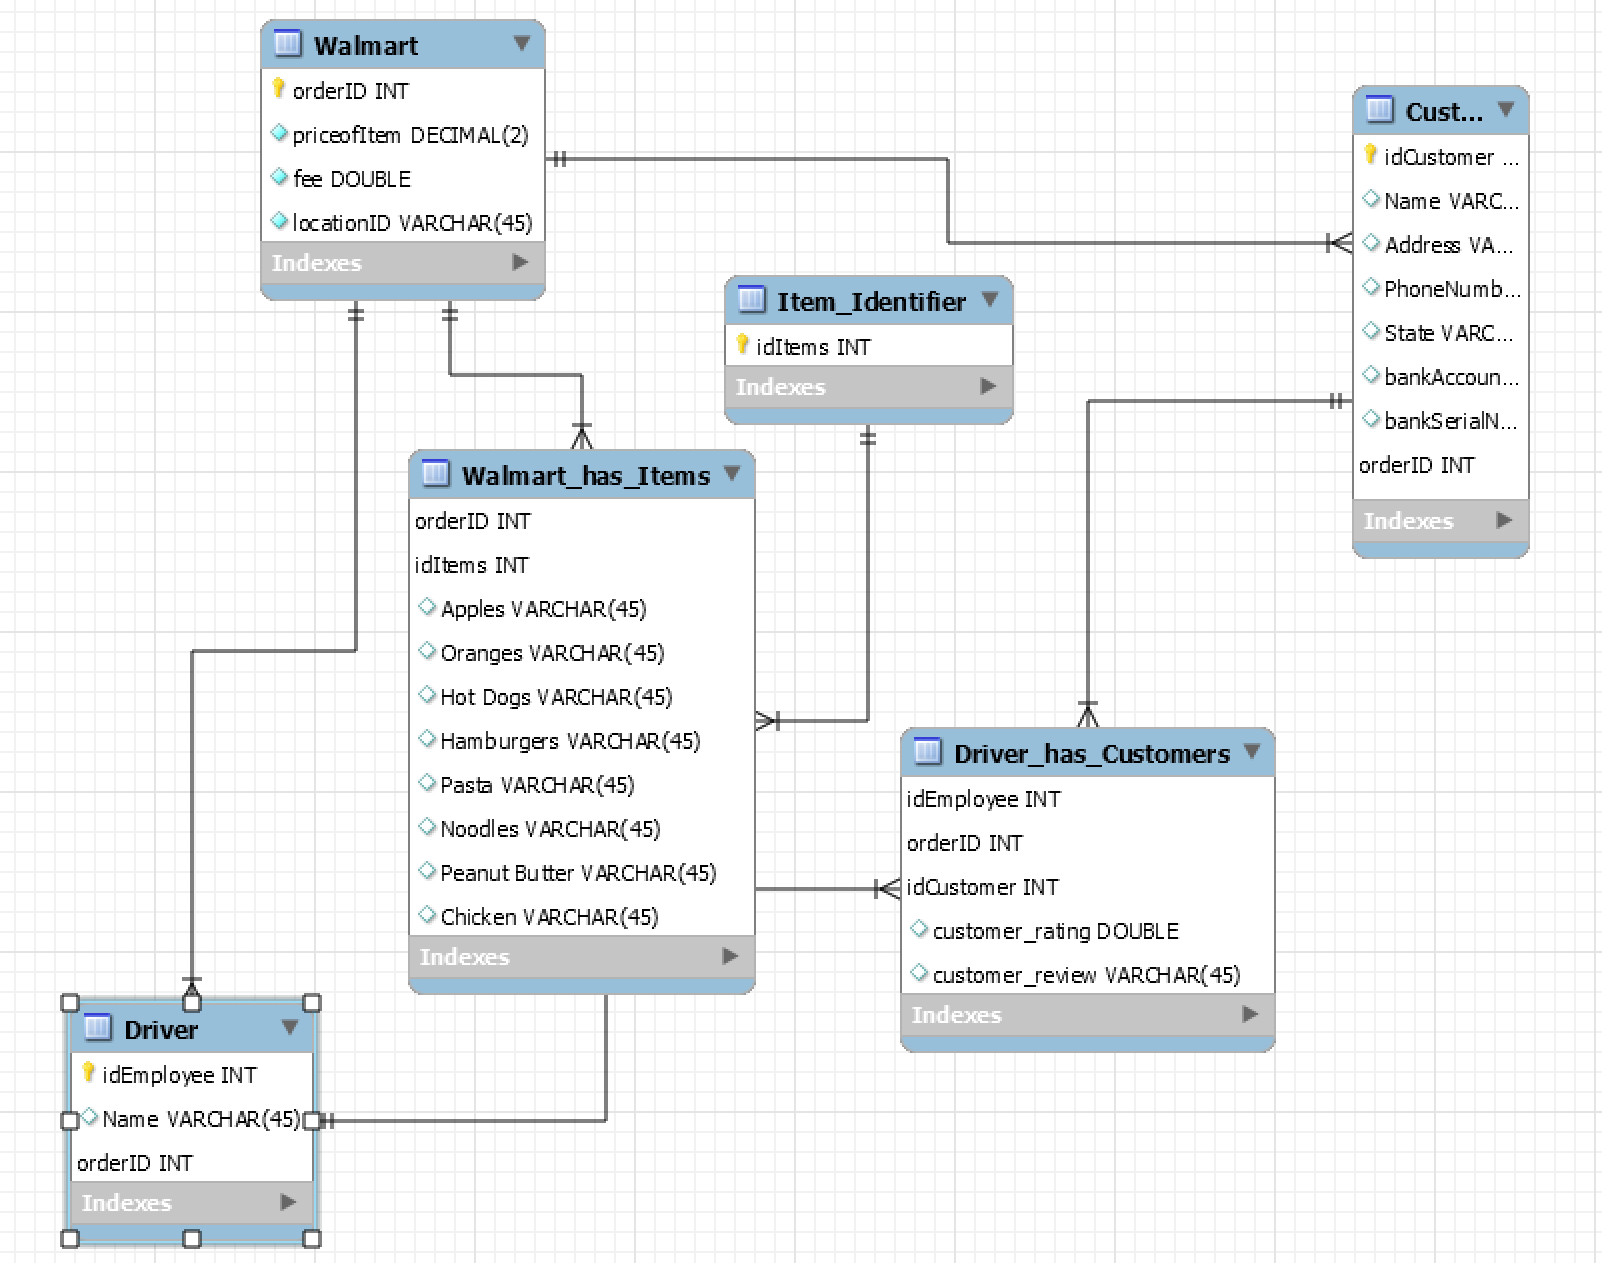 Walmart
orderID INT
priceofItem DECIMAL(2)
fee DOUBLE
locationID VARCHAR(45)
Indexes
Cust...
idCustomer ...
Name VARC...
Address VA...
PhoneNumb...
State VARC...
bankAccoun...
bankSerialN...
orderID INT
Indexes
Item_Identifier
idItems INT
Indexes
Walmart_has_Items
orderID INT
idItems INT
Apples VARCHAR(45)
Oranges VARCHAR(45)
Hot Dogs VARCHAR(45)
Hamburgers VARCHAR(45)
Pasta VARCHAR(45)
Noodles VARCHAR(45)
Peanut Butter VARCHAR(45)
Chicken VARCHAR(45)
Indexes
Driver_has_Customers
idEmployee INT
orderID INT
idCustomer INT
customer_rating DOUBLE
customer_review VARCHAR(45)
Indexes
Driver
idEmployee INT
Name VARCHAR(45)
orderID INT
Indexes